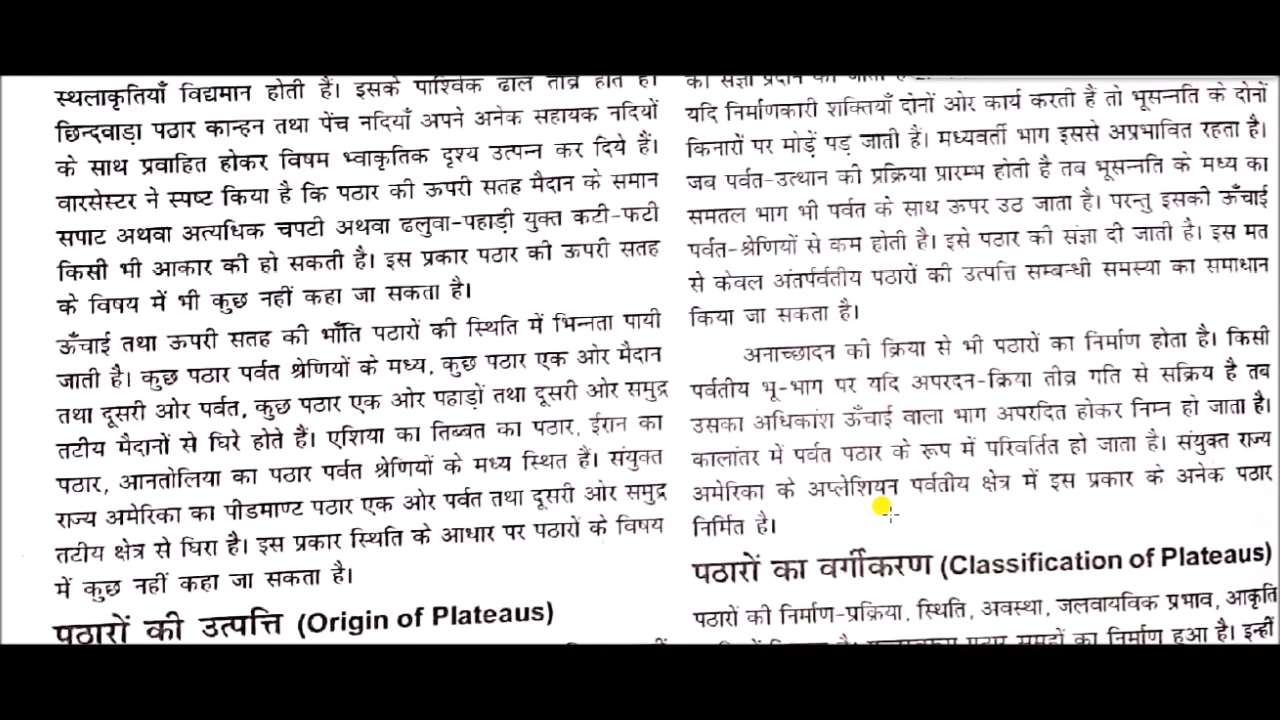 स्थलाकृतियाँ विद्यमान होती हैं। इसके पार्श्विक ढाल तीव्र होते हैं।
छिन्दवाड़ा पठार कान्हन तथा पेंच नदियाँ अपने अनेक सहायक नदियों
के साथ प्रवाहित होकर विषम भ्वाकृतिक दृश्य उत्पन्न कर दिये हैं।
वारसेस्टर ने स्पष्ट किया है कि पठार की ऊपरी सतह मैदान के समान
सपाट अथवा अत्यधिक चपटी अथवा ढलुवा-पहाड़ी युक्त कटी-फटी
किसी भी आकार की हो सकती है। इस प्रकार पठार की ऊपरी सतह
के विषय में भी कुछ नहीं कहा जा सकता है।
ऊँचाई तथा ऊपरी सतह की भाँति पठारों की स्थिति में भिन्नता पायी
जाती है। कुछ पठार पर्वत श्रेणियों के मध्य, कुछ पठार एक ओर मैदान
तथा दूसरी ओर पर्वत, कुछ पठार एक ओर पहाड़ों तथा दूसरी ओर समुद्र
तटीय मैदानों से घिरे होते हैं। एशिया का तिब्बत का पठार, ईरान का
पठार, आनतोलिया का पठार पर्वत श्रेणियों के मध्य स्थित हैं। संयुक्त
राज्य अमेरिका का पीडमाण्ट पठार एक ओर पर्वत तथा दूसरी ओर समुद्र
तटीय क्षेत्र से घिरा है। इस प्रकार स्थिति के आधार पर पठारों के विषय
में कुछ नहीं कहा जा सकता है।
पठारों की उत्पत्ति (Origin of Plateaus)
की संज्ञा प्रदान की जाती है
यदि निर्माणकारी शक्तियाँ दोनों ओर कार्य करती हैं तो भूसन्नति के दोनों
किनारों पर मोड़ें पड़ जाती हैं। मध्यवर्ती भाग इससे अप्रभावित रहता है।
जब पर्वत-उत्थान की प्रक्रिया प्रारम्भ होती है तब भूसन्नति के मध्य का
समतल भाग भी पर्वत के साथ ऊपर उठ जाता है। परन्तु इसकी ऊँचाई
पर्वत-श्रेणियों से कम होती है। इसे पठार की संज्ञा दी जाती है। इस मत
से केवल अंतर्पर्वतीय पठारों की उत्पत्ति सम्बन्धी समस्या का समाधान
किया जा सकता है।
अनाच्छादन की क्रिया से भी पठारों का निर्माण होता है। किसी
पर्वतीय भू-भाग पर यदि अपरदन-क्रिया तीव्र गति से सक्रिय है तब
उसका अधिकांश ऊँचाई वाला भाग अपरदित होकर निम्न हो जाता है।
कालांतर में पर्वत पठार के रूप में परिवर्तित हो जाता है। संयुक्त राज्य
अमेरिका के अप्लेशियन पर्वतीय क्षेत्र में इस प्रकार के अनेक पठार
निर्मित है।
पठारों का वर्गीकरण (Classification of Plateaus)
पठारों की निर्माण-प्रक्रिया, स्थिति, अवस्था, जलवायविक प्रभाव, आकृति
पठार समूहों का निर्माण हुआ है। इन्हीं